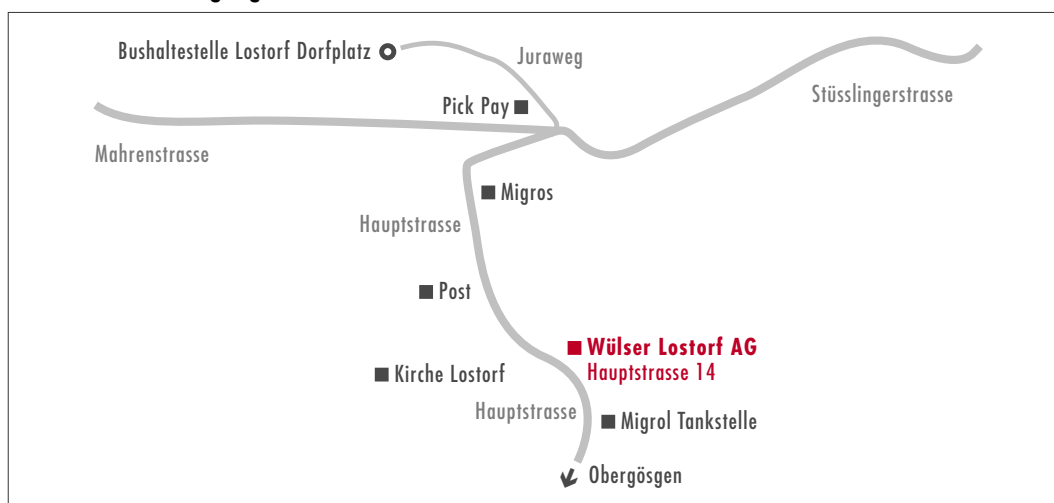 Bushaltestelle Lostorf Dorfplatz
Juraweg
Stüsslingerstrasse
Pick Pay
Mahrenstrasse
Migros
Hauptstrasse
Post
Wülser Lostorf AG
Hauptstrasse 14
Kirche Lostorf
Hauptstrasse
Migrol Tankstelle
Obergösgen